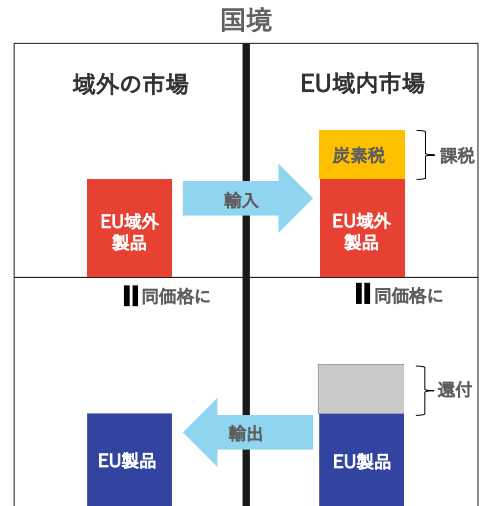 国境
域外の市場
EU域内市場
炭素税
課税
輸入
EU域外
製品
EU域外
製品
同価格に
同価格に
還付
輸出
EU製品
EU製品